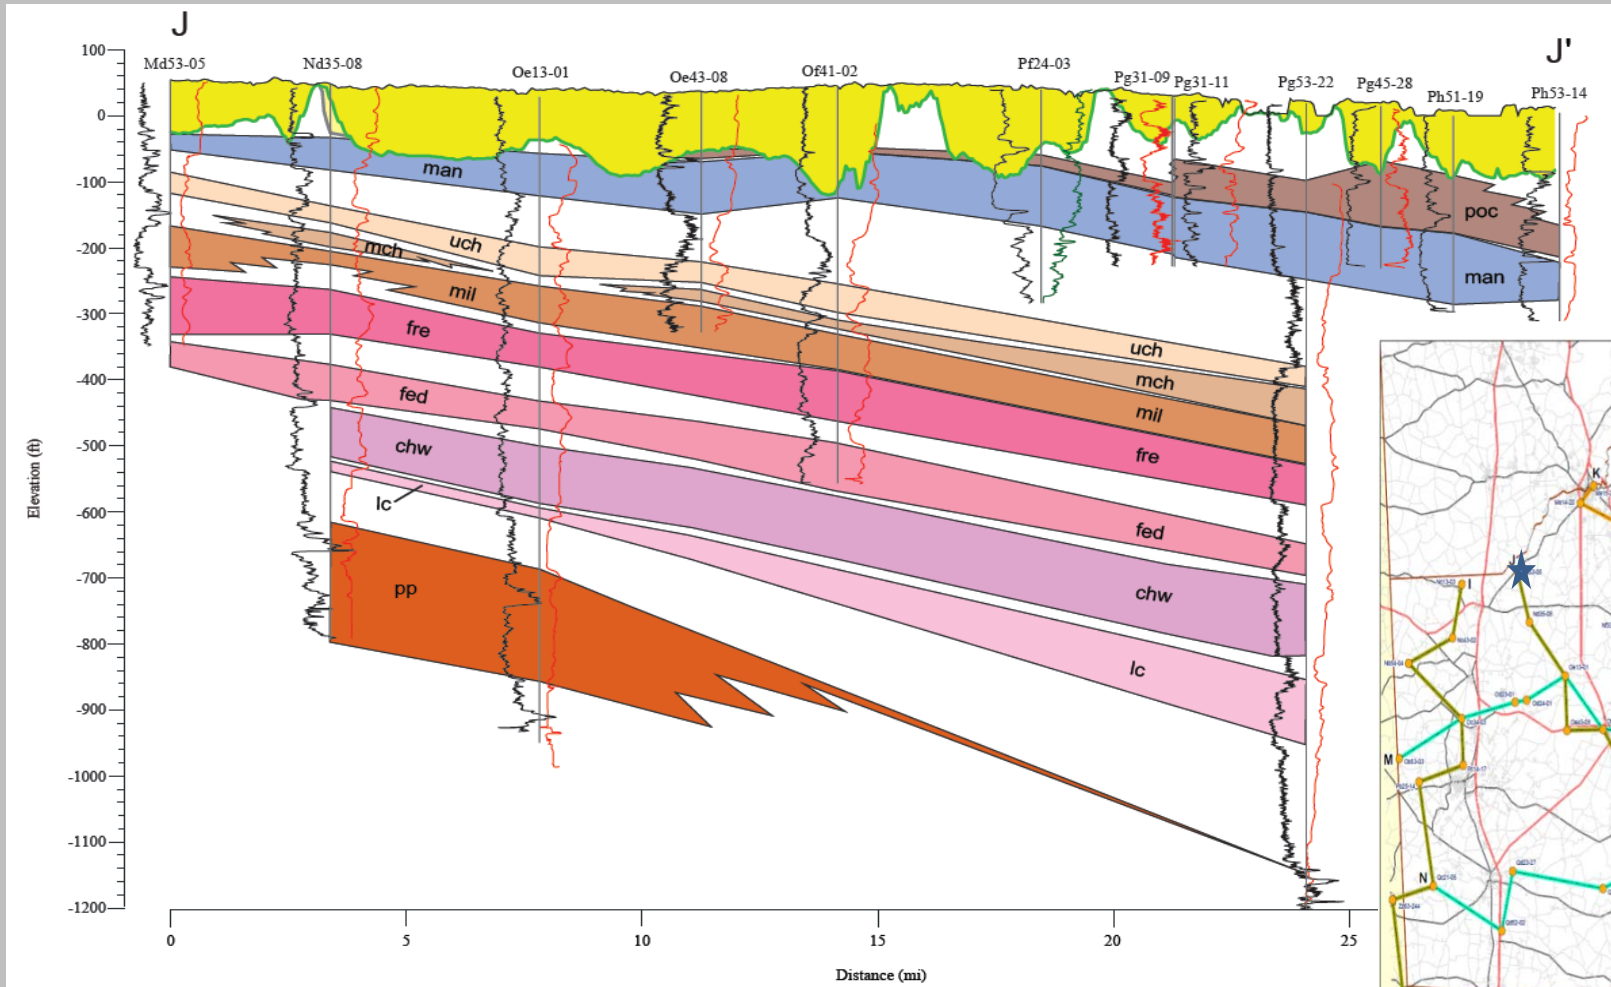 J
J'
Md53-05
Nd35-08
Oe13-01
Oe43-08
Of41-02
Pf24-03
Pg31-09
Pg31-11
Pg53-22
Pg45-28
Ph51-19
Ph53-14
100
0
-100
-200
-300
-400
-500
-600
-700
-800
-900
-1000
-1100
-1200
Elevation (ft)
man
uch
mch
mil
fre
fed
chw
lc
pp
poc
man
uch
mch
mil
fre
fed
chw
lc
0
5
10
15
20
25
Distance (mi)
K
I
M
N